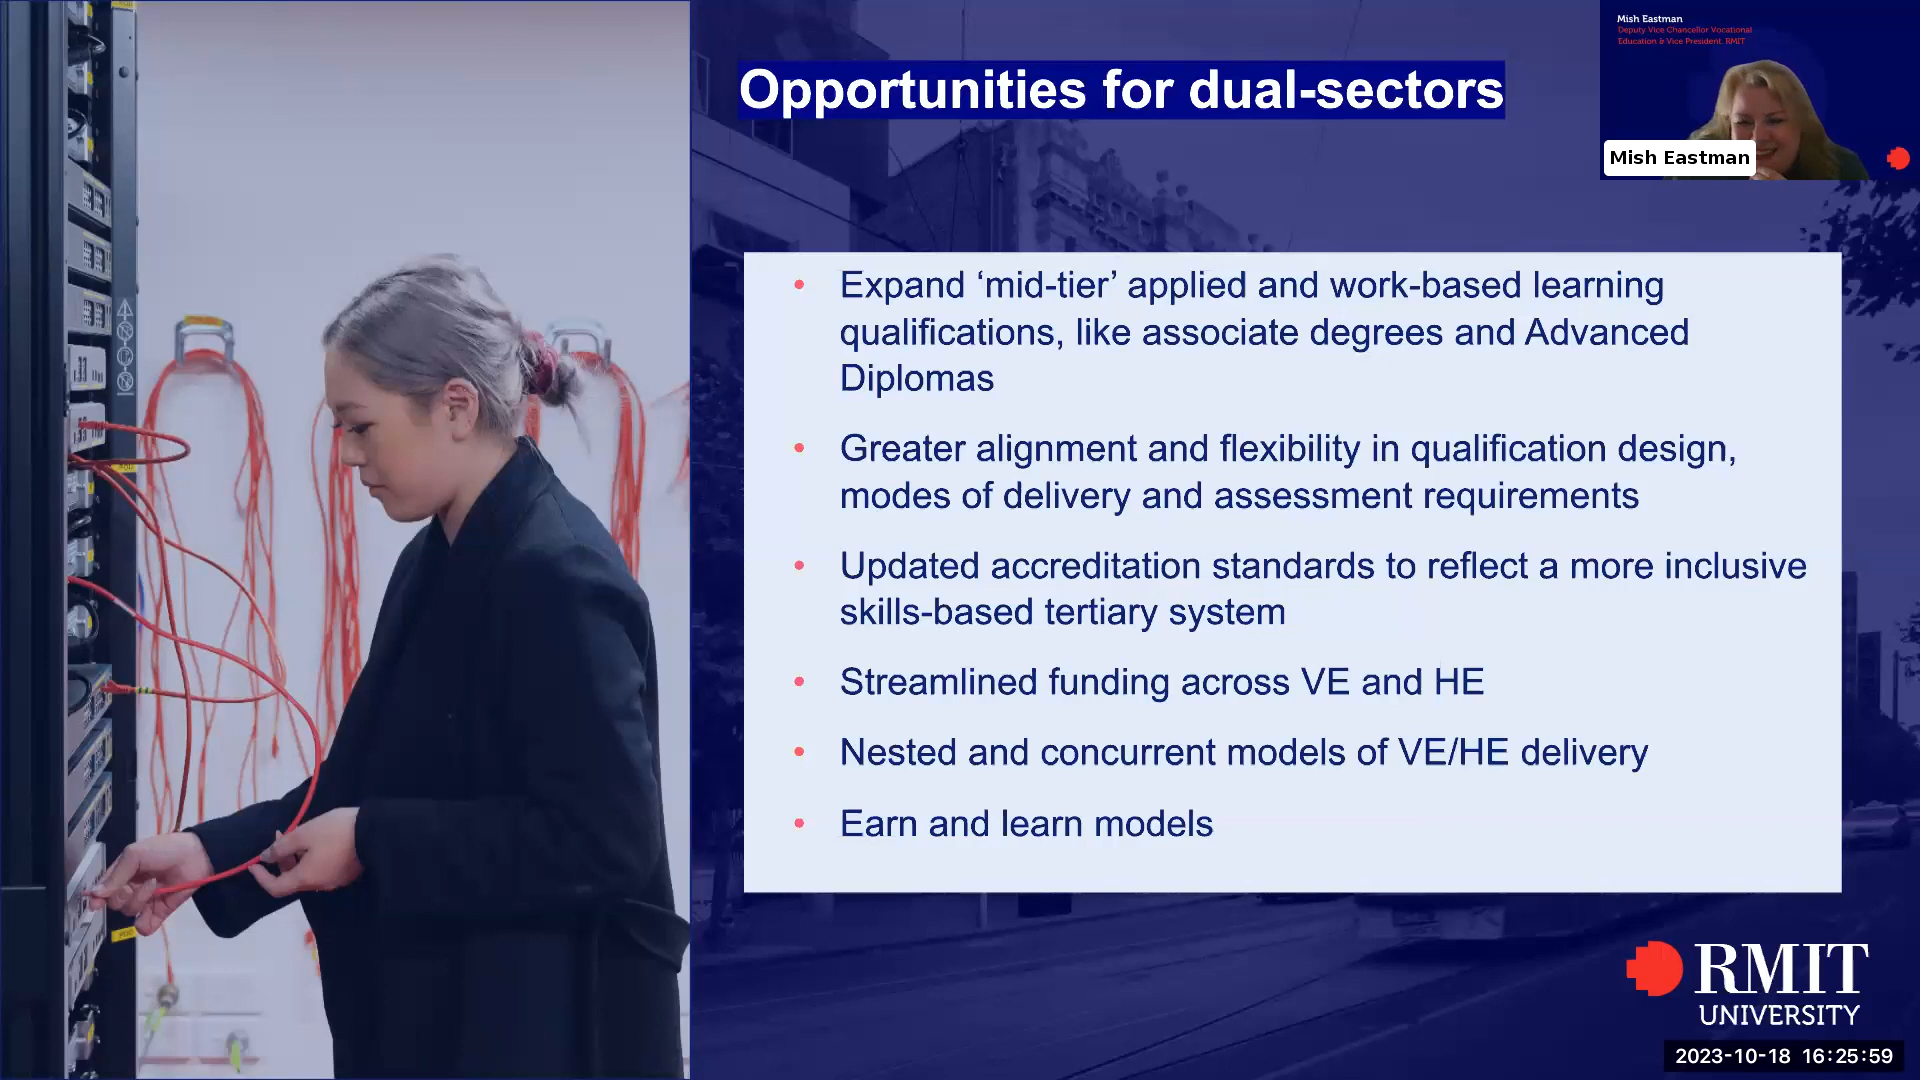 Opportunities for dual-sectors
Mish Eastman
Deputy Vice Chancellor Vocational
Education & Vice President, RMIT
Mish Eastman
• Expand ‘mid-tier’ applied and work-based learning
qualifications, like associate degrees and Advanced
Diplomas
• Greater alignment and flexibility in qualification design,
modes of delivery and assessment requirements
• Updated accreditation standards to reflect a more inclusive
skills-based tertiary system
• Streamlined funding across VE and HE
• Nested and concurrent models of VE/HE delivery
• Earn and learn models
33
33
RMIT
UNIVERSITY
2023-10-18 16:25:59